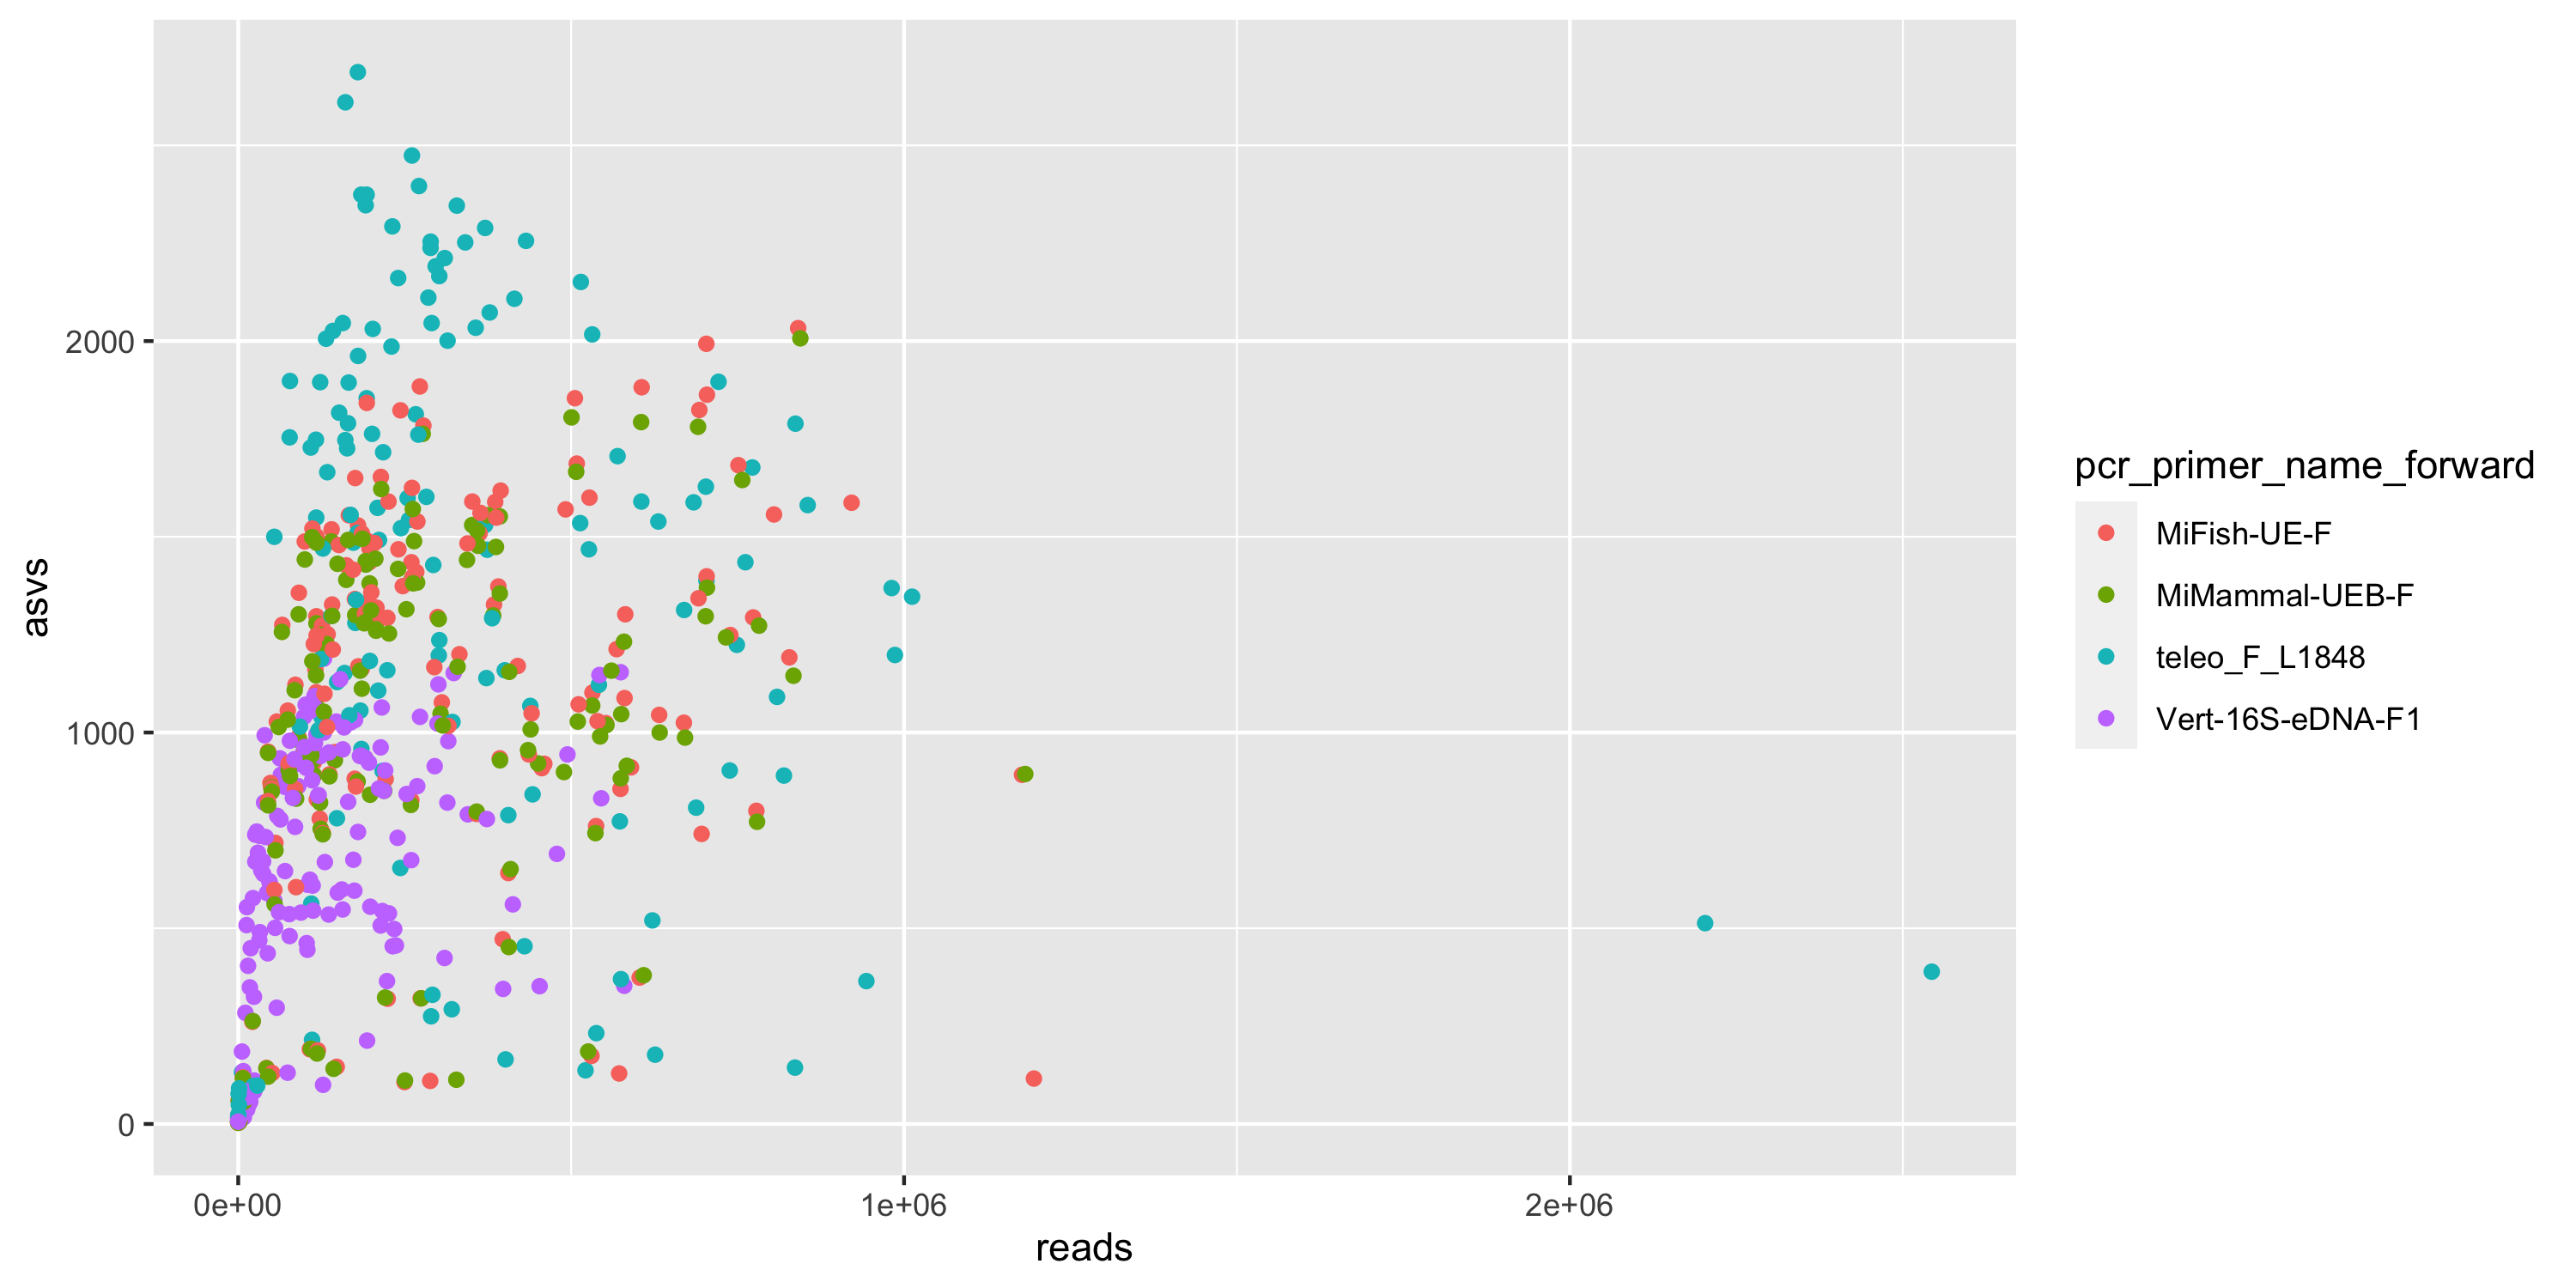 2000
1000
0
asvs
0e+00
1e+06
2e+06
reads
pcr_primer_name_forward
MiFish-UE-F
MiMammal-UEB-F
teleo_F_L1848
Vert-16S-eDNA-F1